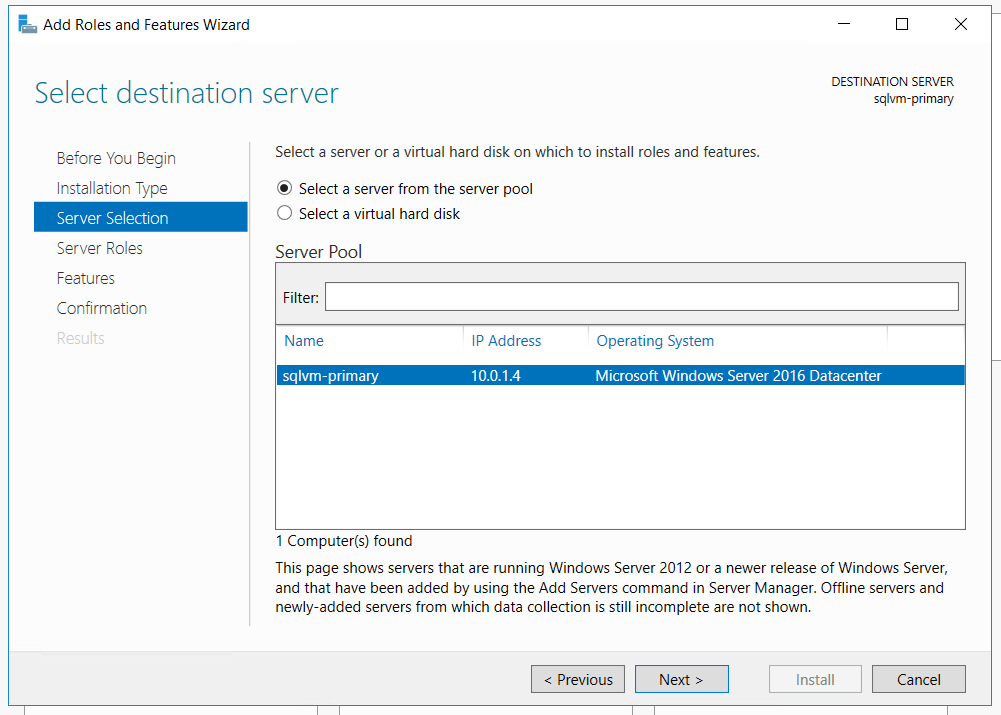 Add Roles and Features Wizard
Select destination server
DESTINATION SERVER
sqlvm-primary
Before You Begin
Installation Type
Server Selection
Server Roles
Features
Confirmation
Results
Select a server or a virtual hard disk on which to install roles and features.
Select a server from the server pool
Select a virtual hard disk
Server Pool
Filter:
Name IP Address Operating System
sqlvm-primary 10.0.1.4 Microsoft Windows Server 2016 Datacenter
1 Computer(s) found
This page shows servers that are running Windows Server 2012 or a newer release of Windows Server,
and that have been added by using the Add Servers command in Server Manager. Offline servers and
newly-added servers from which data collection is still incomplete are not shown.
< Previous Next > Install Cancel